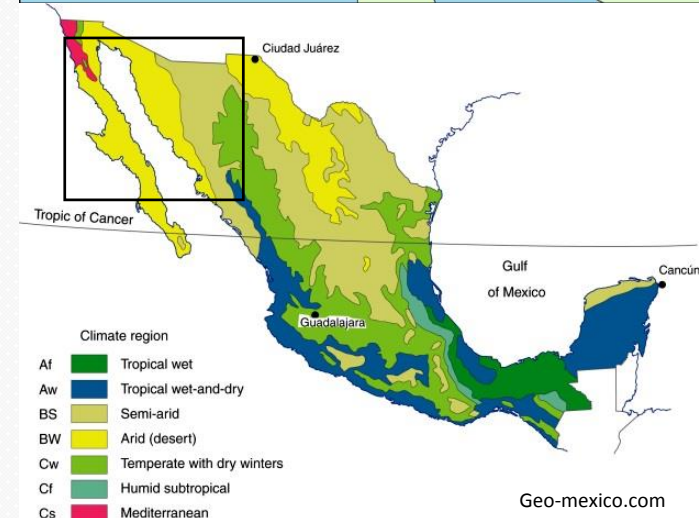 Ciudad Juárez
Tropic of Cancer
Gulf
of Mexico
Cancún
Guadalajara
Climate region
Af Tropical wet
Aw Tropical wet-and-dry
BS Semi-arid
BW Arid (desert)
Cw Temperate with dry winters
Cf Humid subtropical
Cs Mediterranean
Geo-mexico.com